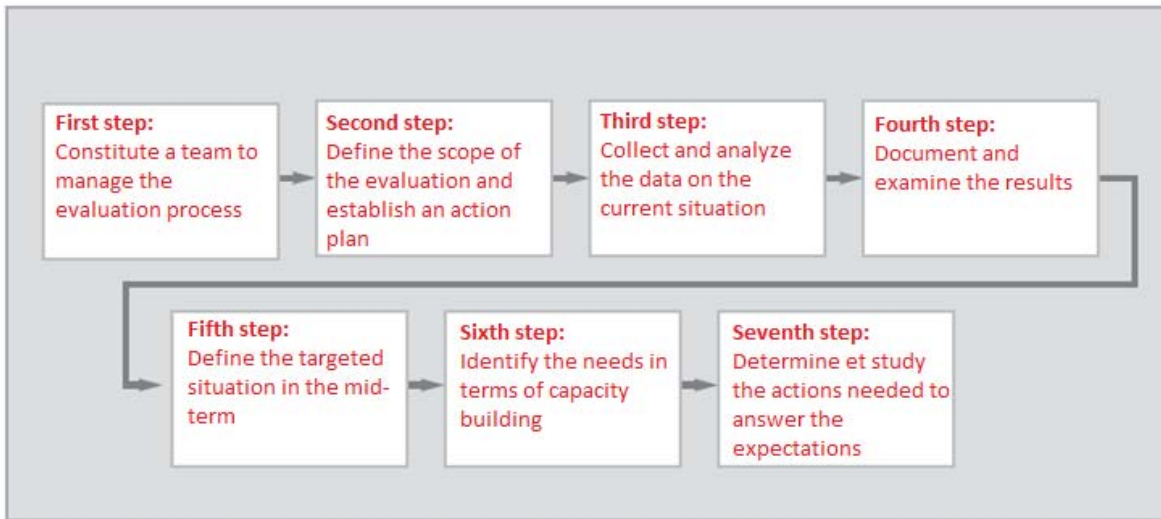 First step:
Constitute a team to
manage the
evaluation process
Second step:
Define the scope of
the evaluation and
establish an action
plan
Third step:
Collect and analyze
the data on the
current situation
Fourth step:
Document and
examine the results
Fifth step:
Define the targeted
situation in the mid-
term
Sixth step:
Identify the needs in
terms of capacity
building
Seventh step:
Determine et study
the actions needed to
answer the
expectations